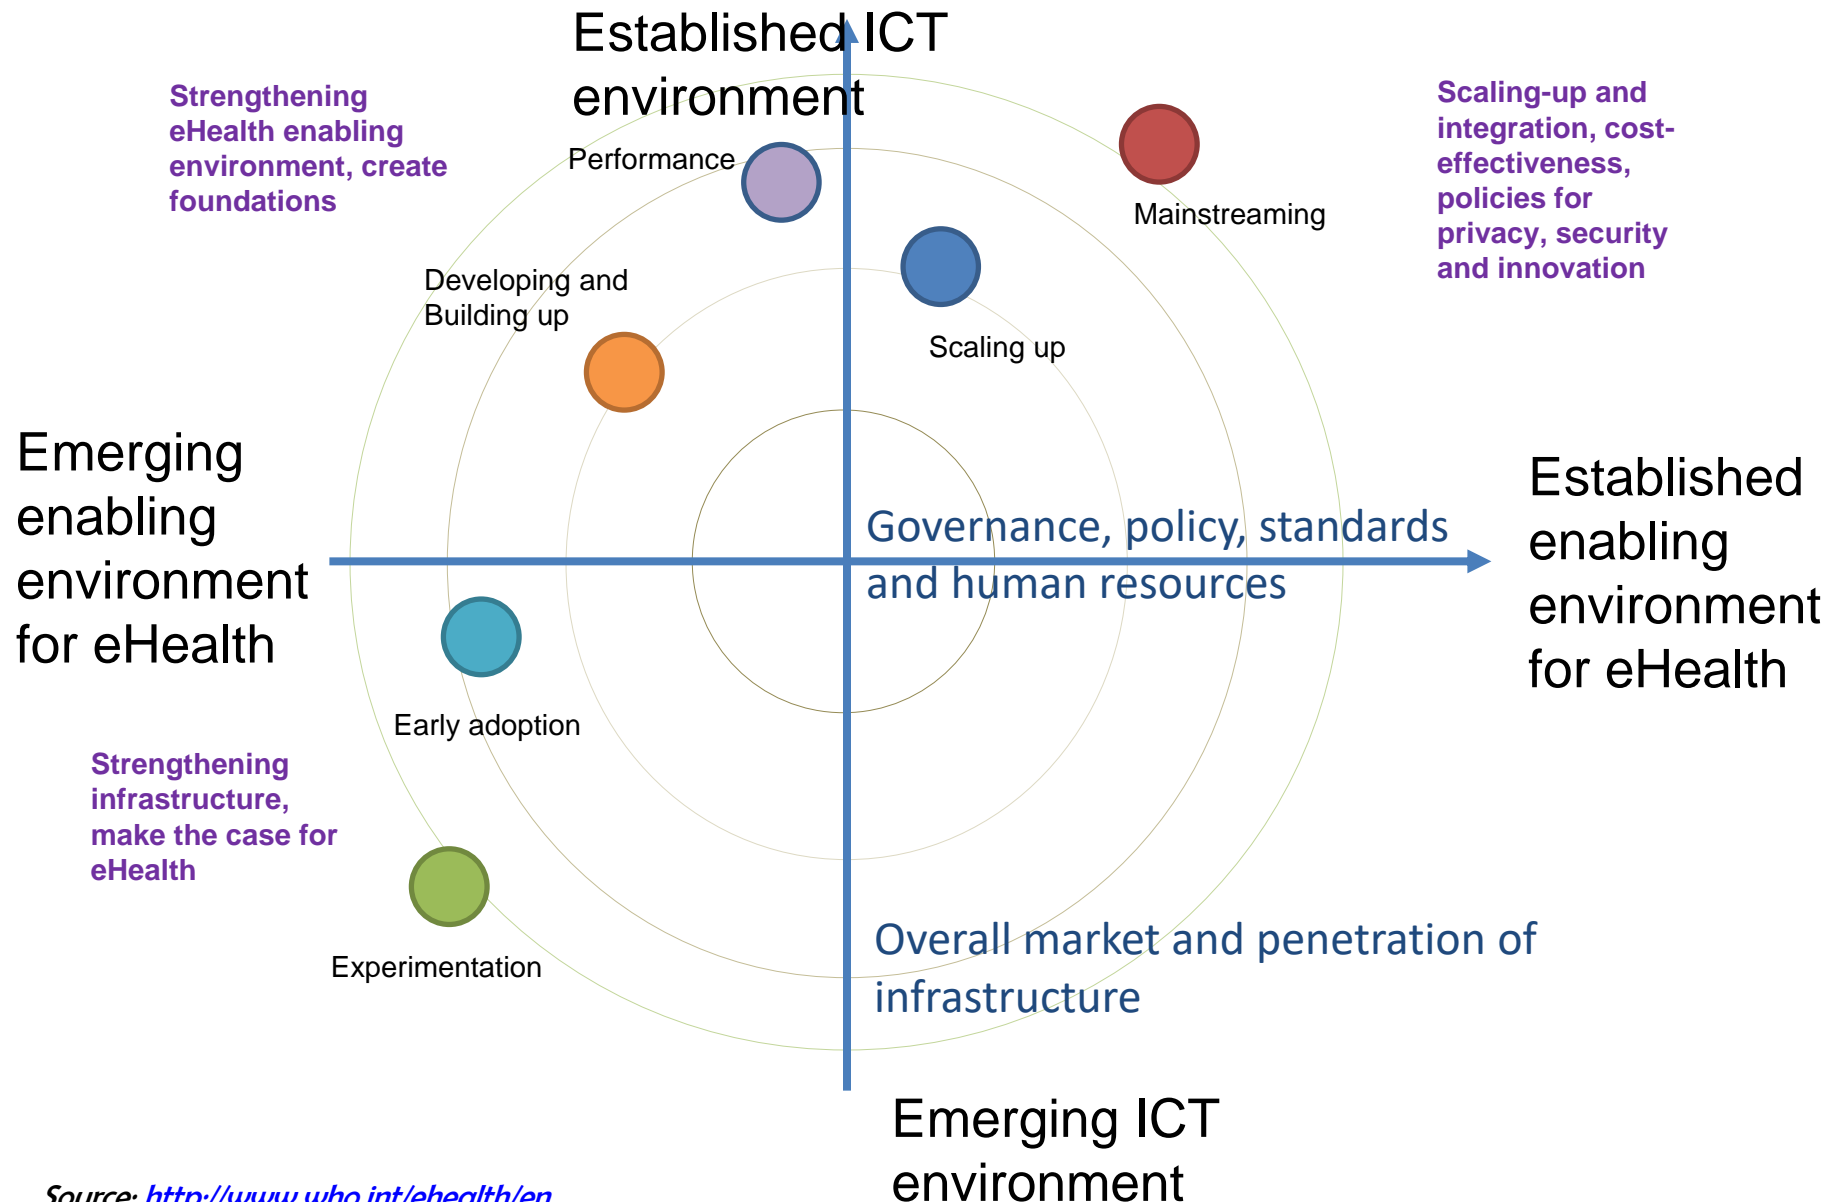 Established ICT
environment
Strengthening
eHealth enabling
environment, create
foundations
Scaling-up and
integration, cost-
effectiveness,
policies for
privacy, security
and innovation
Performance
Mainstreaming
Developing and
Building up
Scaling up
Emerging
enabling
environment
for eHealth
Governance, policy, standards
and human resources
Established
enabling
environment
for eHealth
Early adoption
Strengthening
infrastructure,
make the case for
eHealth
Experimentation
Overall market and penetration of
infrastructure
Emerging ICT
environment
Source: http://www.who.int/ehealth/en